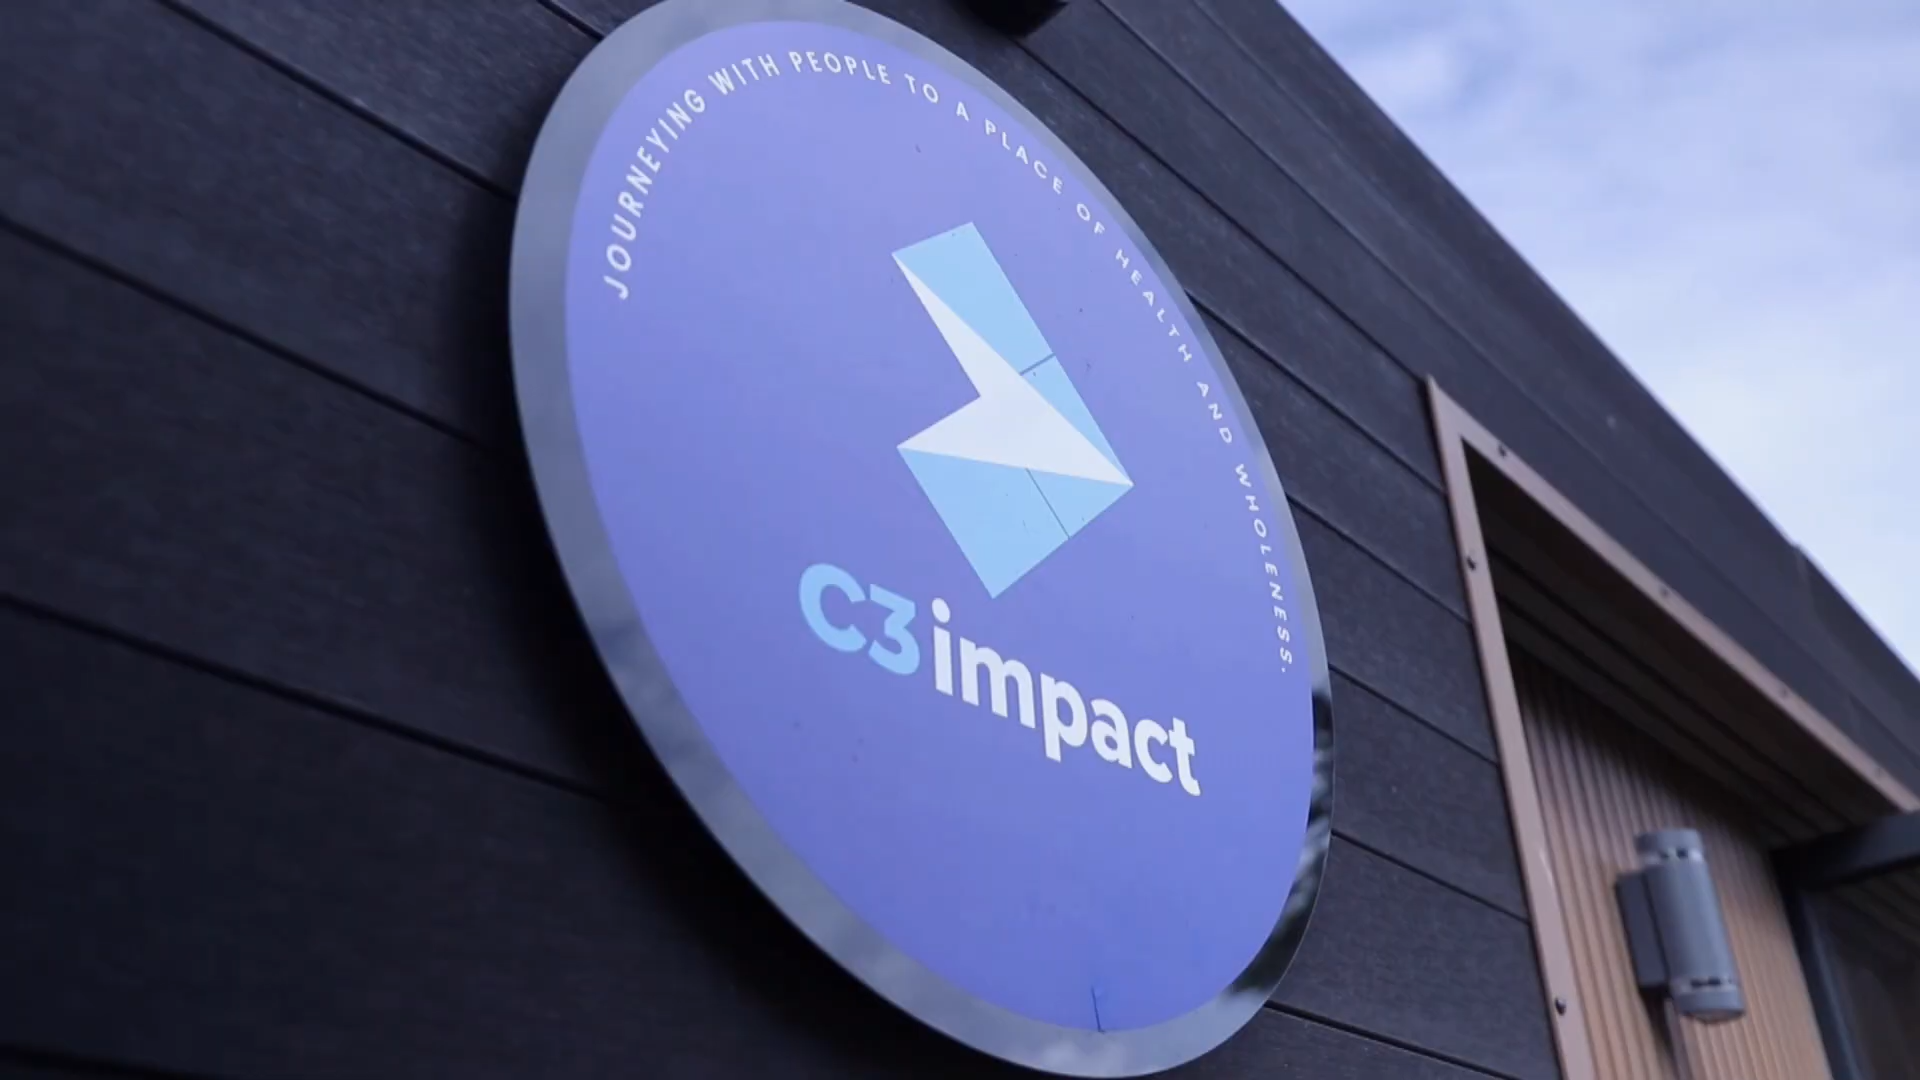 JOURNEYING WITH PEOPLE TO A PLACE OF HEALTH AND WHOLENESS.
C3 impact